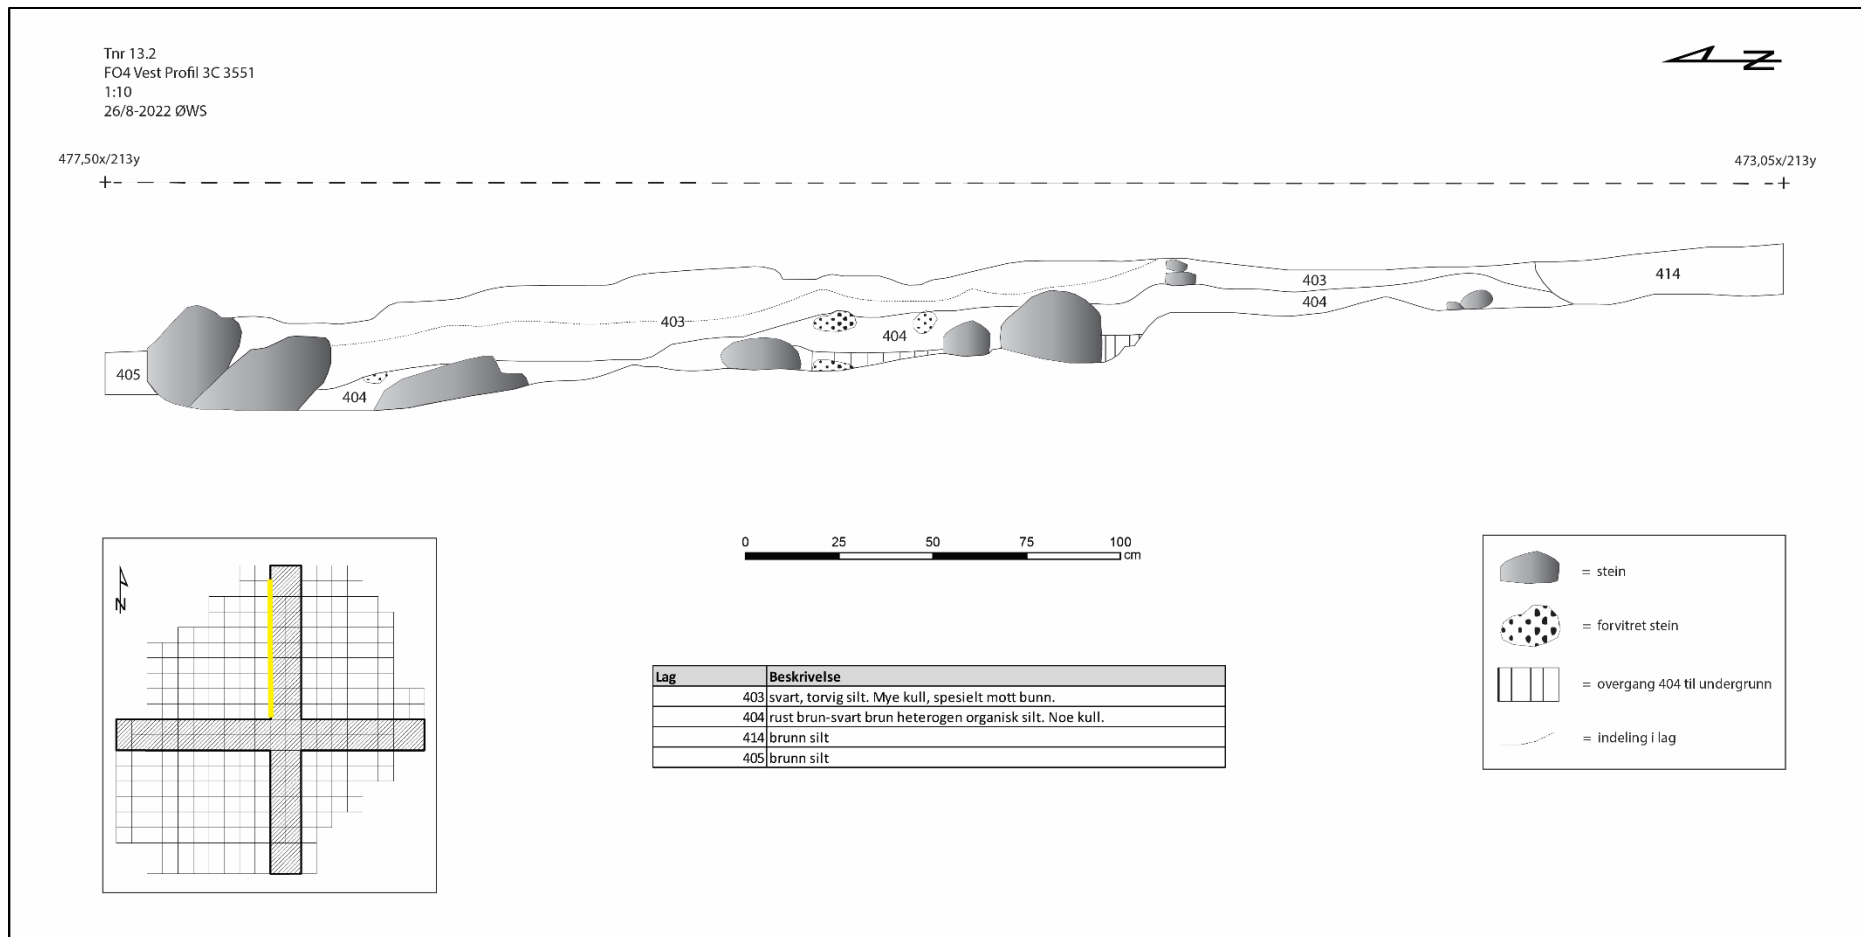 Tnr 13.2
FO4 Vest Profil 3C 3551
1:10
26/8-2022 ØWS
N
477,50x/213y
473,05x/213y
403
404
414
403
404
405
404
N
0 25 50 75 100
cm
= stein
= forvitret stein
= overgang 404 til undergrunn
= indeling i lag
Lag Beskrivelse
403 svart, torvig silt. Mye kull, spesielt mott bunn.
404 rust brun-svart brun heterogen organisk silt. Noe kull.
414 brunn silt
405 brunn silt